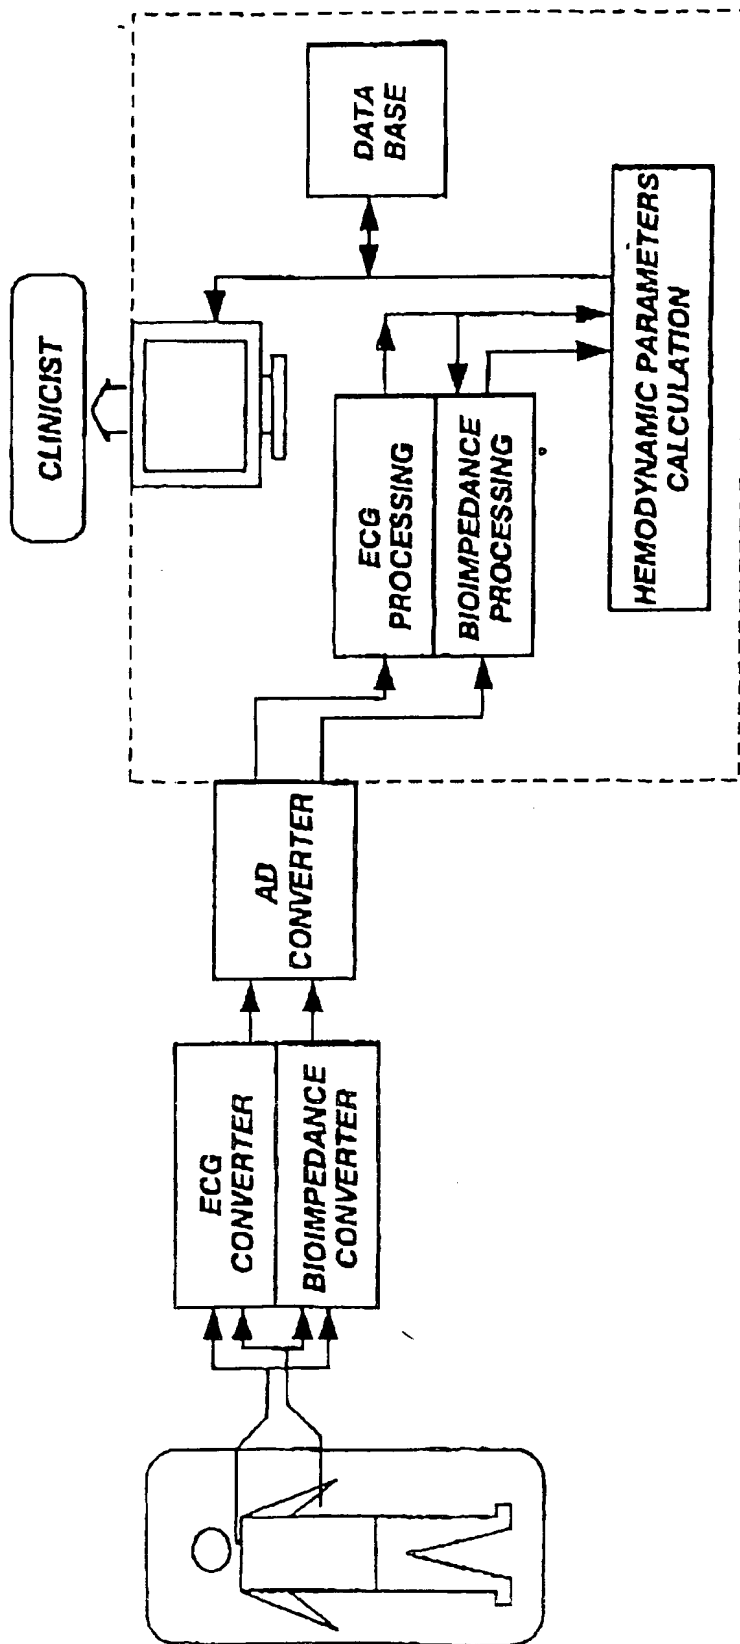 ECG
CONVERTER
BIOIMPEDANCE
CONVERTER
AD
CONVERTER
ECG
PROCESSING
BIOIMPEDANCE
PROCESSING
CLINICIST
DATA
BASE
HEMODYNAMIC PARAMETERS
CALCULATION